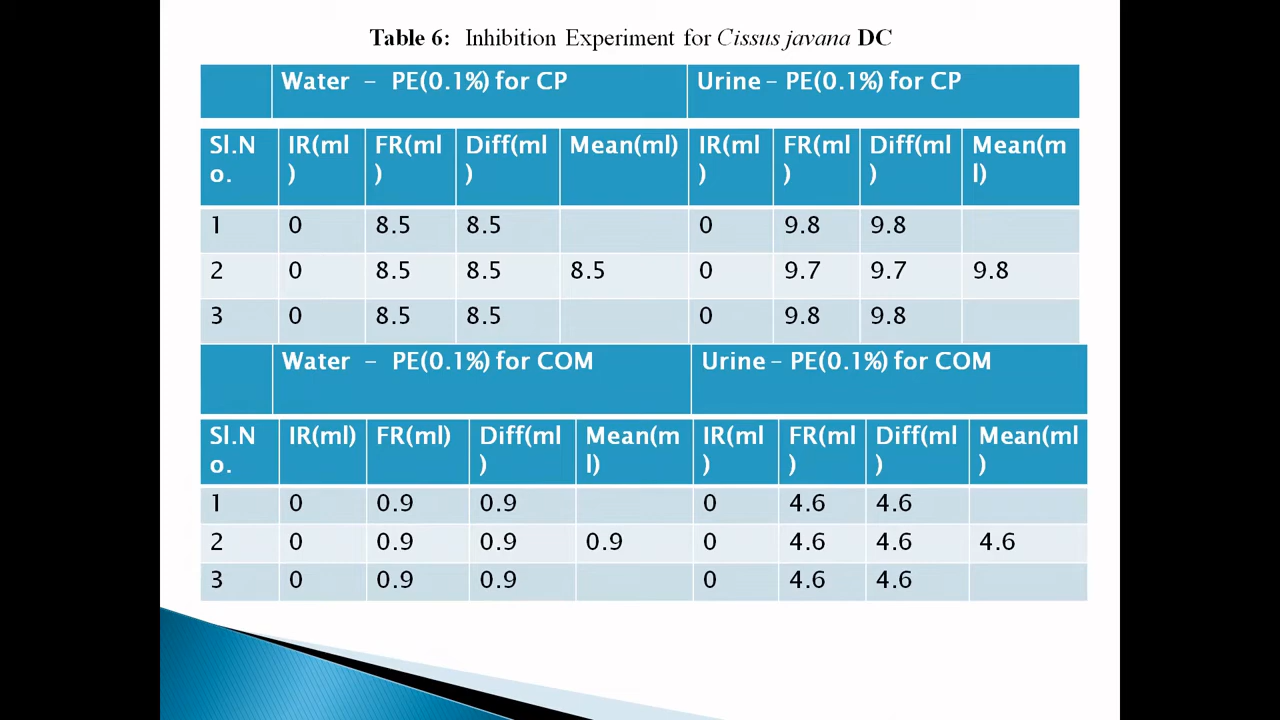 Table 6: Inhibition Experiment for Cissus javana DC
Water – PE(0.1%) for CP Urine – PE(0.1%) for CP
Sl.N IR(ml FR(ml Diff(ml Mean(ml) IR(ml FR(ml Diff(ml Mean(m
o. ) ) ) ) ) ) l)
1 0 8.5 8.5 0 9.8 9.8
2 0 8.5 8.5 8.5 0 9.7 9.7 9.8
3 0 8.5 8.5 0 9.8 9.8
Water – PE(0.1%) for COM Urine – PE(0.1%) for COM
Sl.N IR(ml) FR(ml) Diff(ml Mean(m IR(ml FR(ml Diff(ml Mean(ml
o. ) l) ) ) ) )
1 0 0.9 0.9 0 4.6 4.6
2 0 0.9 0.9 0.9 0 4.6 4.6 4.6
3 0 0.9 0.9 0 4.6 4.6